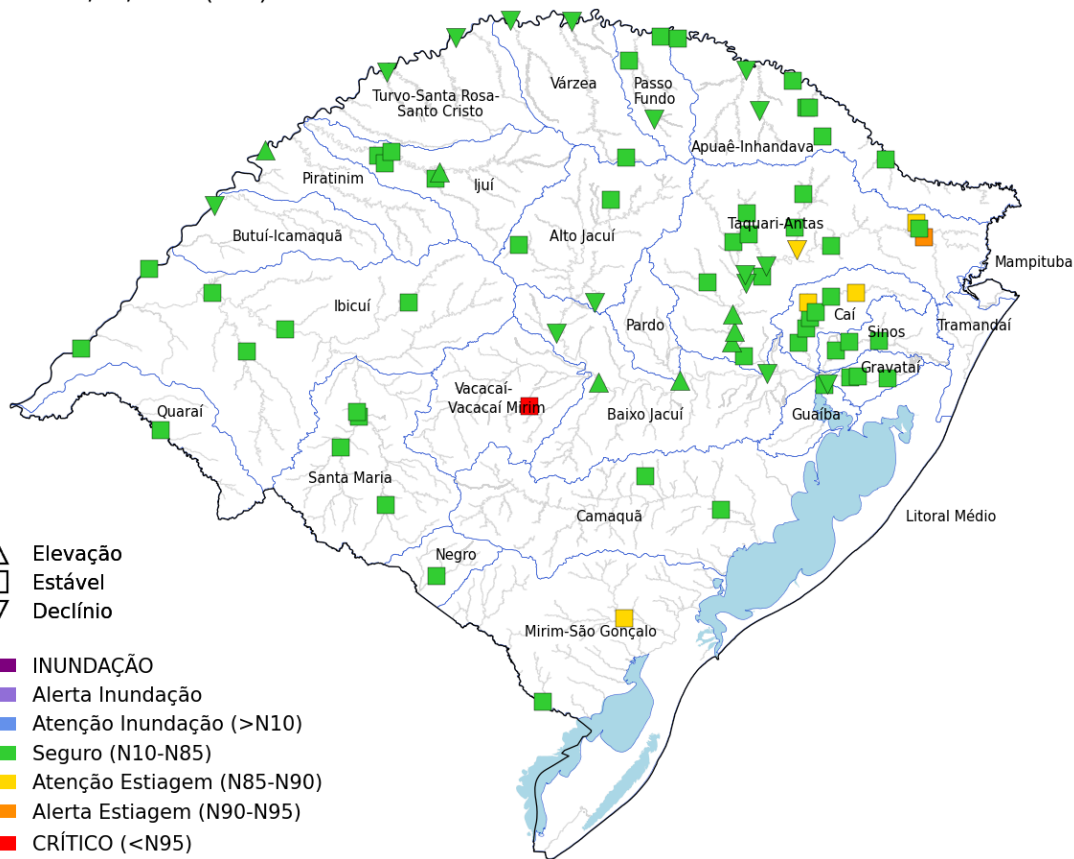 Várzea
Passo
Fundo
Turvo-Santa Rosa-
Santo Cristo
Apuaê-Inhandava
Piratinim
Ijuí
Taquari-Antas
Butuí-Icamaquã
Alto Jacuí
Mampituba
Ibicuí
Pardo
Caí
Sinos
Tramandaí
Gravataí
Vacacaí-
Vacacaí Mirim
Quaraí
Baixo Jacuí
Guaíba
Santa Maria
Camaquã
Litoral Médio
Negro
Mirim-São Gonçalo
Elevação
Estável
Declínio
INUNDAÇÃO
Alerta Inundação
Atenção Inundação (>N10)
Seguro (N10-N85)
Atenção Estiagem (N85-N90)
Alerta Estiagem (N90-N95)
CRÍTICO (<N95)